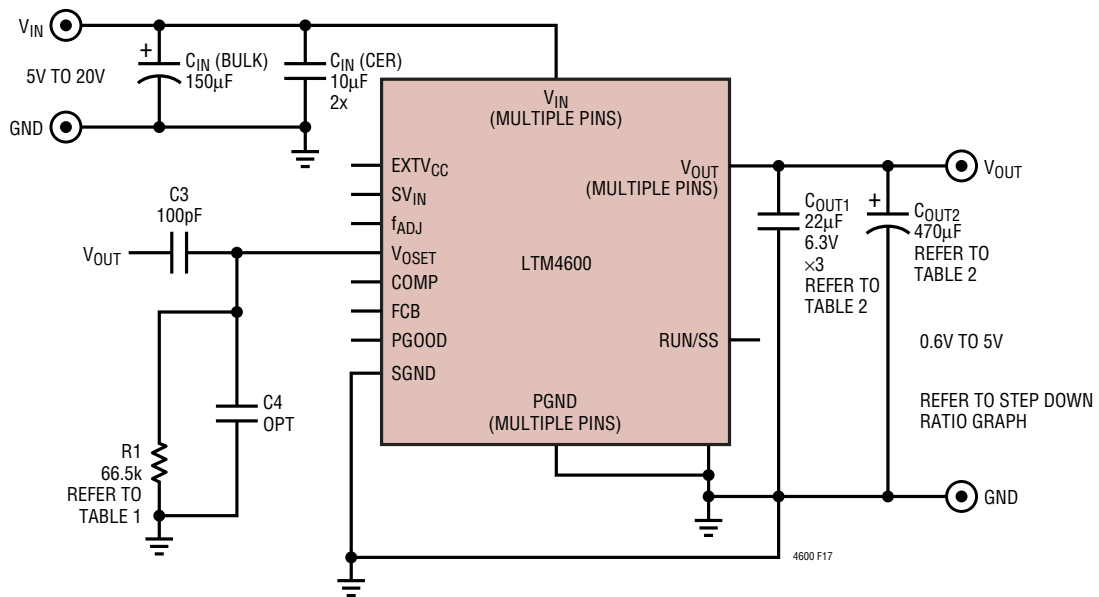 VIN
5V TO 20V
GND
+
CIN (BULK)
150µF
CIN (CER)
10µF
2x
VIN
(MULTIPLE PINS)
EXTVCC
SVIN
fADJ
VOSET
COMP
FCB
PGOOD
SGND
LTM4600
VOUT
(MULTIPLE PINS)
RUN/SS
PGND
(MULTIPLE PINS)
C3
100pF
VOUT
C4
OPT
R1
66.5k
REFER TO
TABLE 1
VOUT
COUT1
22µF
6.3V
×3
REFER TO
TABLE 2
+
COUT2
470µF
REFER TO
TABLE 2
0.6V TO 5V
REFER TO STEP DOWN
RATIO GRAPH
GND
4600 F17